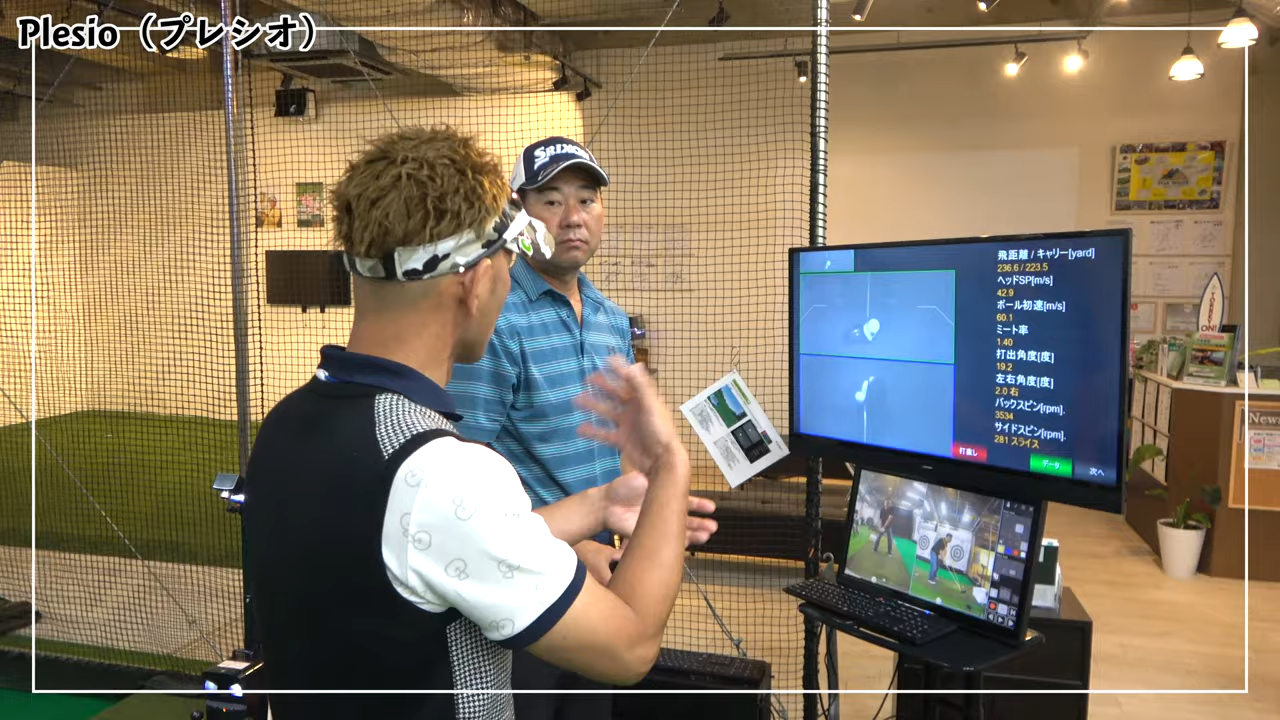 Plesio（プレシオ）
SRIXON
飛距離 / キャリー[yard]
236.6 / 223.5
ヘッドSP[m/s]
42.9
ボール初速[m/s]
60.1
ミート率
1.40
打出角度[度]
19.2
左右角度[度]
2.0 右
バックスピン[rpm].
3534
サイドスピン[rpm].
281 スライス
打直し
データ
次へ
ON!
News